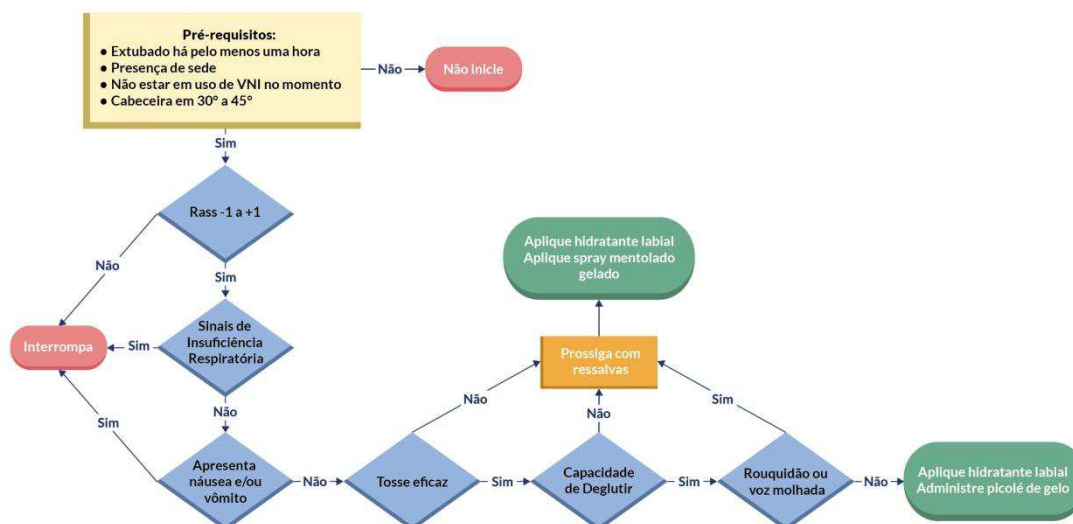 Pré-requisitos:
● Extubado há pelo menos uma hora
● Presença de sede
● Não estar em uso de VNI no momento
● Cabeceira em 30° a 45°
Não
Não inicie
Sim
Rass -1 a +1
Não
Sim
Interrompa
Sim
Sinais de
Insuficiência
Respiratória
Não
Sim
Apresenta
náusea e/ou
vômito
Não
Tosse eficaz
Não
Sim
Capacidade
de Deglutir
Não
Sim
Rouquidão ou
voz molhada
Sim
Não
Prossiga com
ressalvas
Aplique hidratante labial
Aplique spray mentolado
gelado
Aplique hidratante labial
Administre picolé de gelo